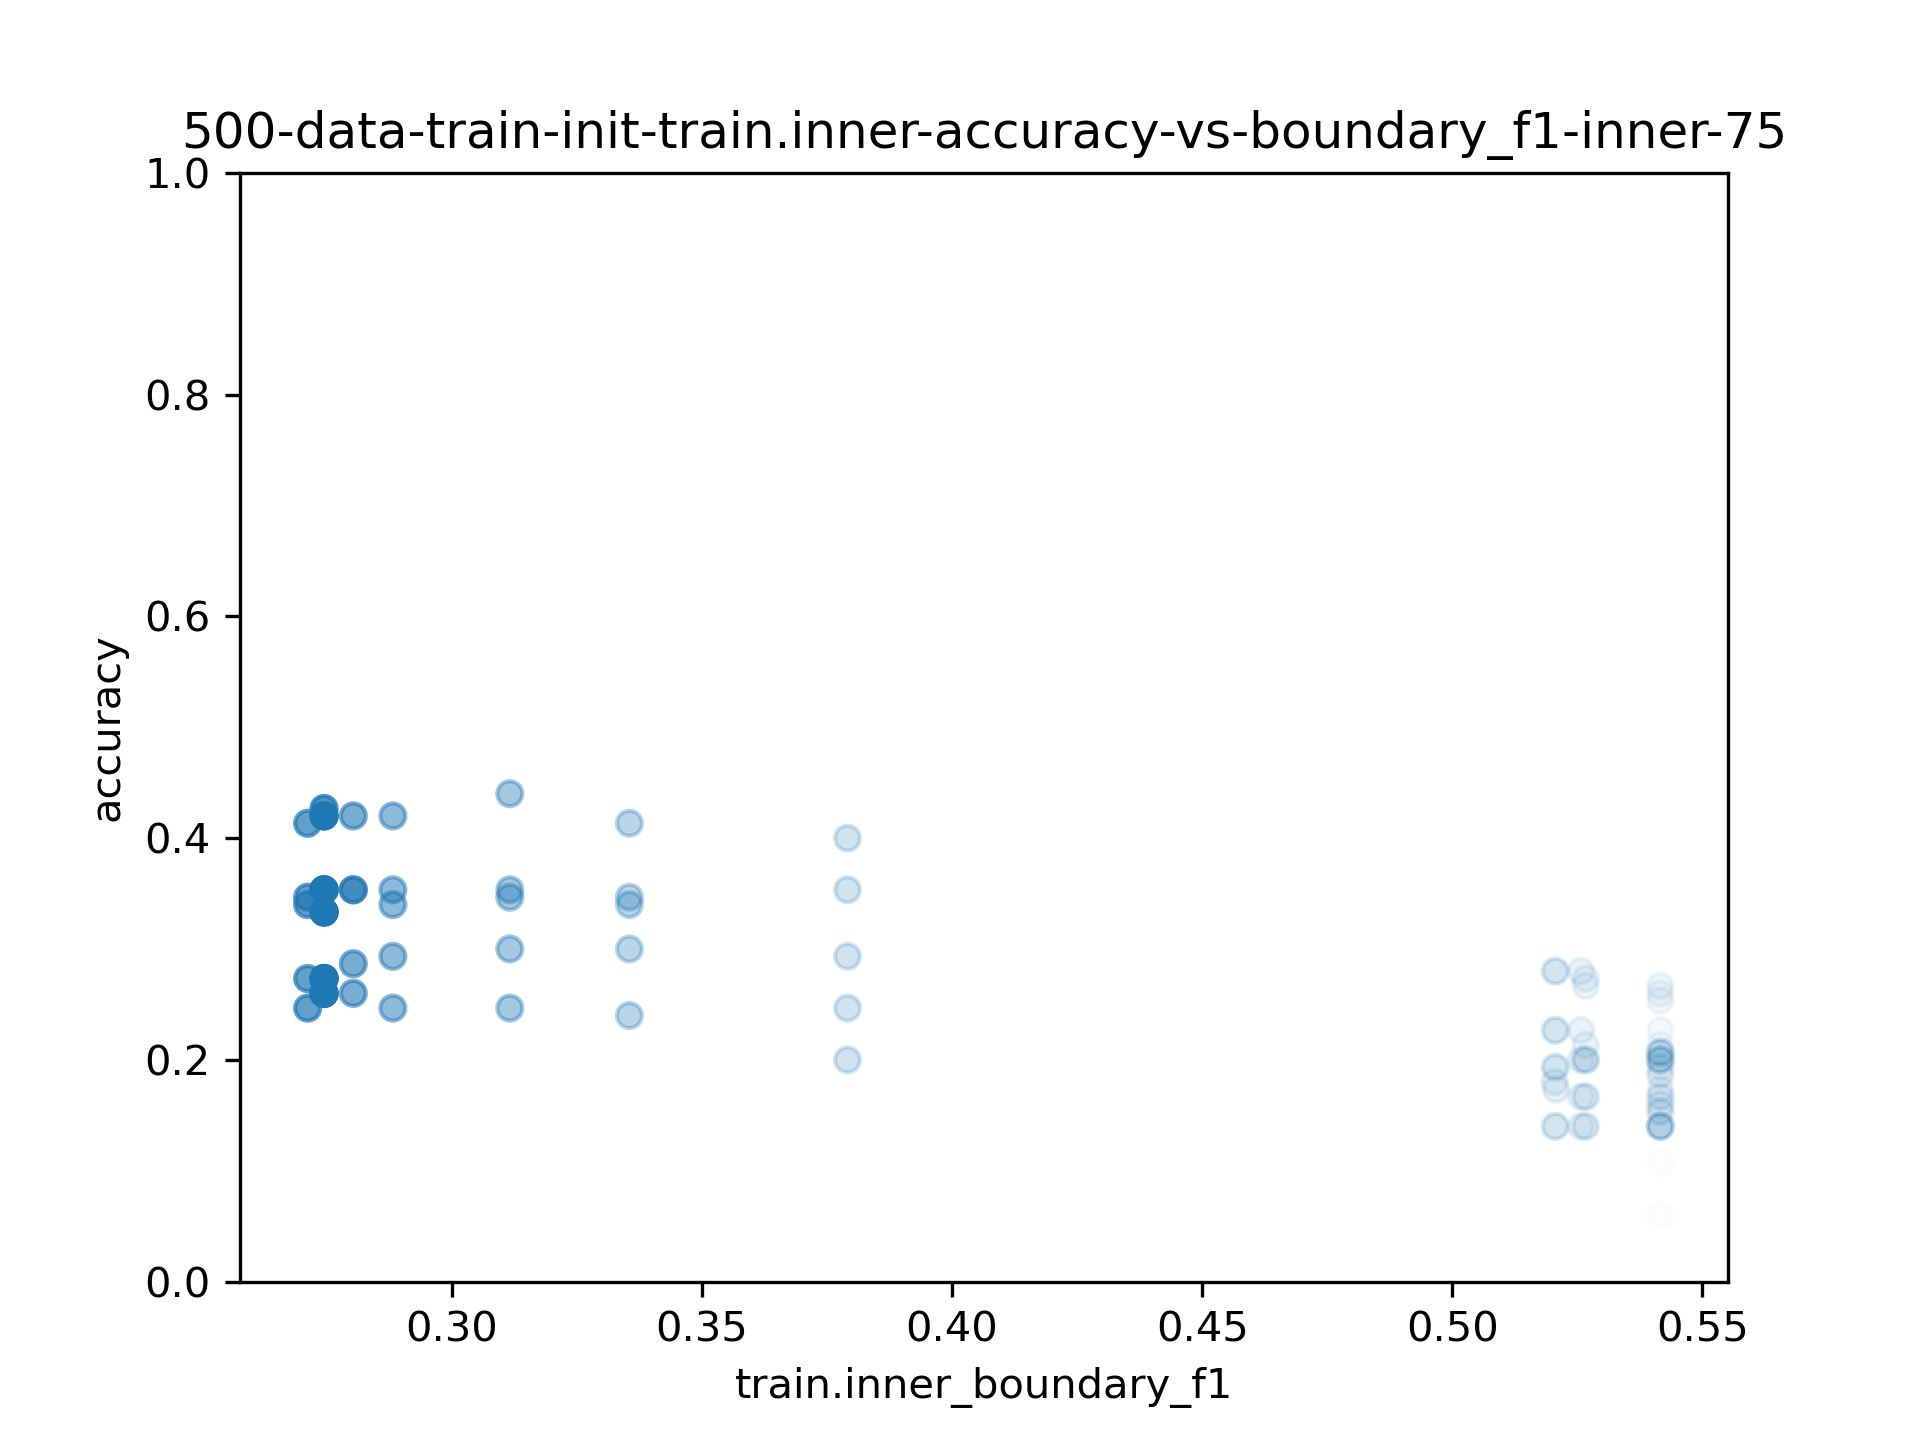 500-data-train-init-train.inner-accuracy-vs-boundary_f1-inner-75
1.0
0.8
0.6
0.4
0.2
0.0
accuracy
0.30 0.35 0.40 0.45 0.50 0.55
train.inner_boundary_f1